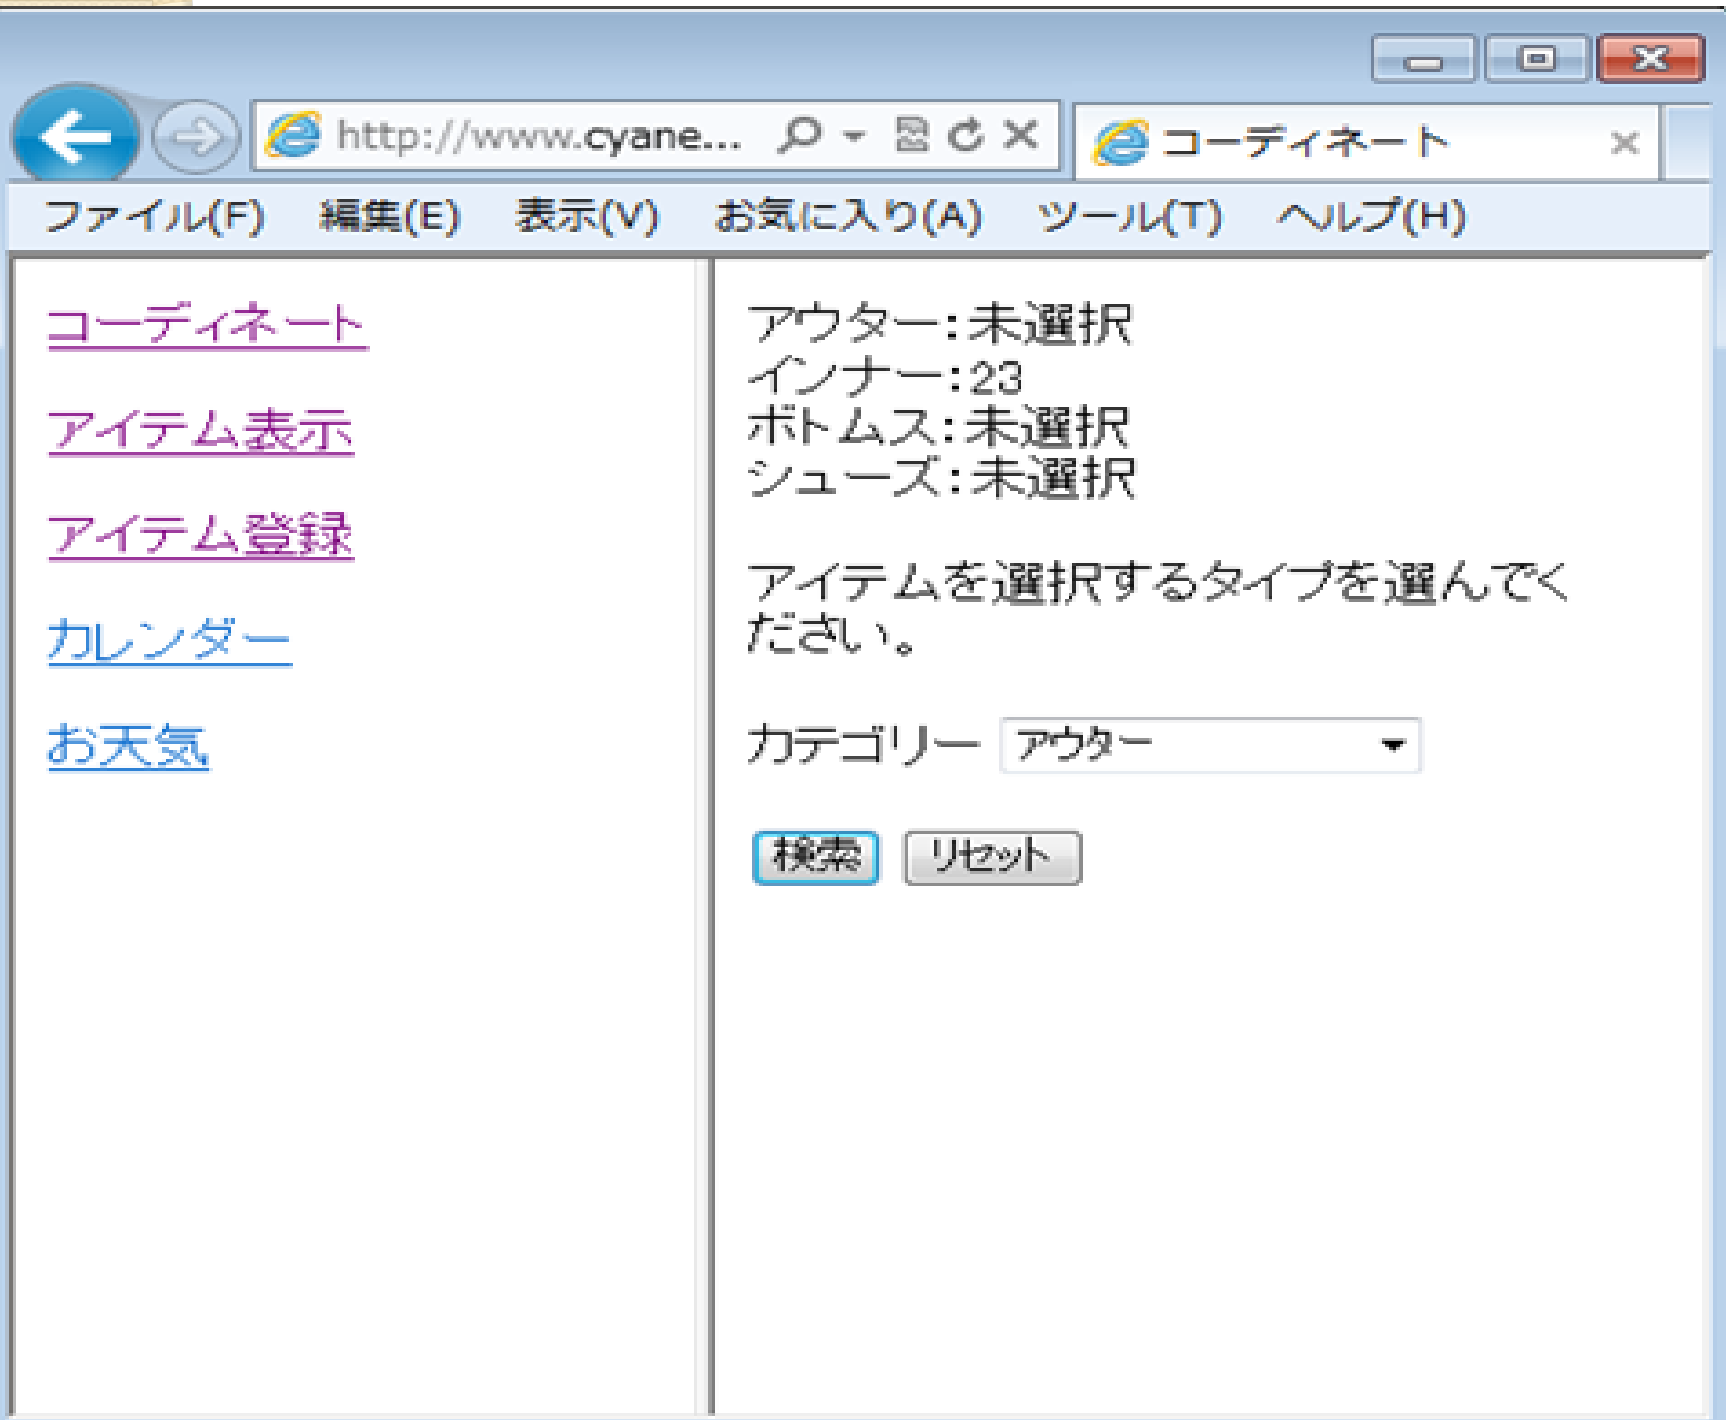 http://www.cyane...
コーディネート
ファイル(F) 編集(E) 表示(V) お気に入り(A) ツール(T) ヘルプ(H)
コーディネート
アイテム表示
アイテム登録
カレンダー
お天気
アウター:未選択
インナー:23
ボトムス:未選択
シューズ:未選択
アイテムを選択するタイプを選んでく
ださい。
カテゴリー アウター
検索 リセット